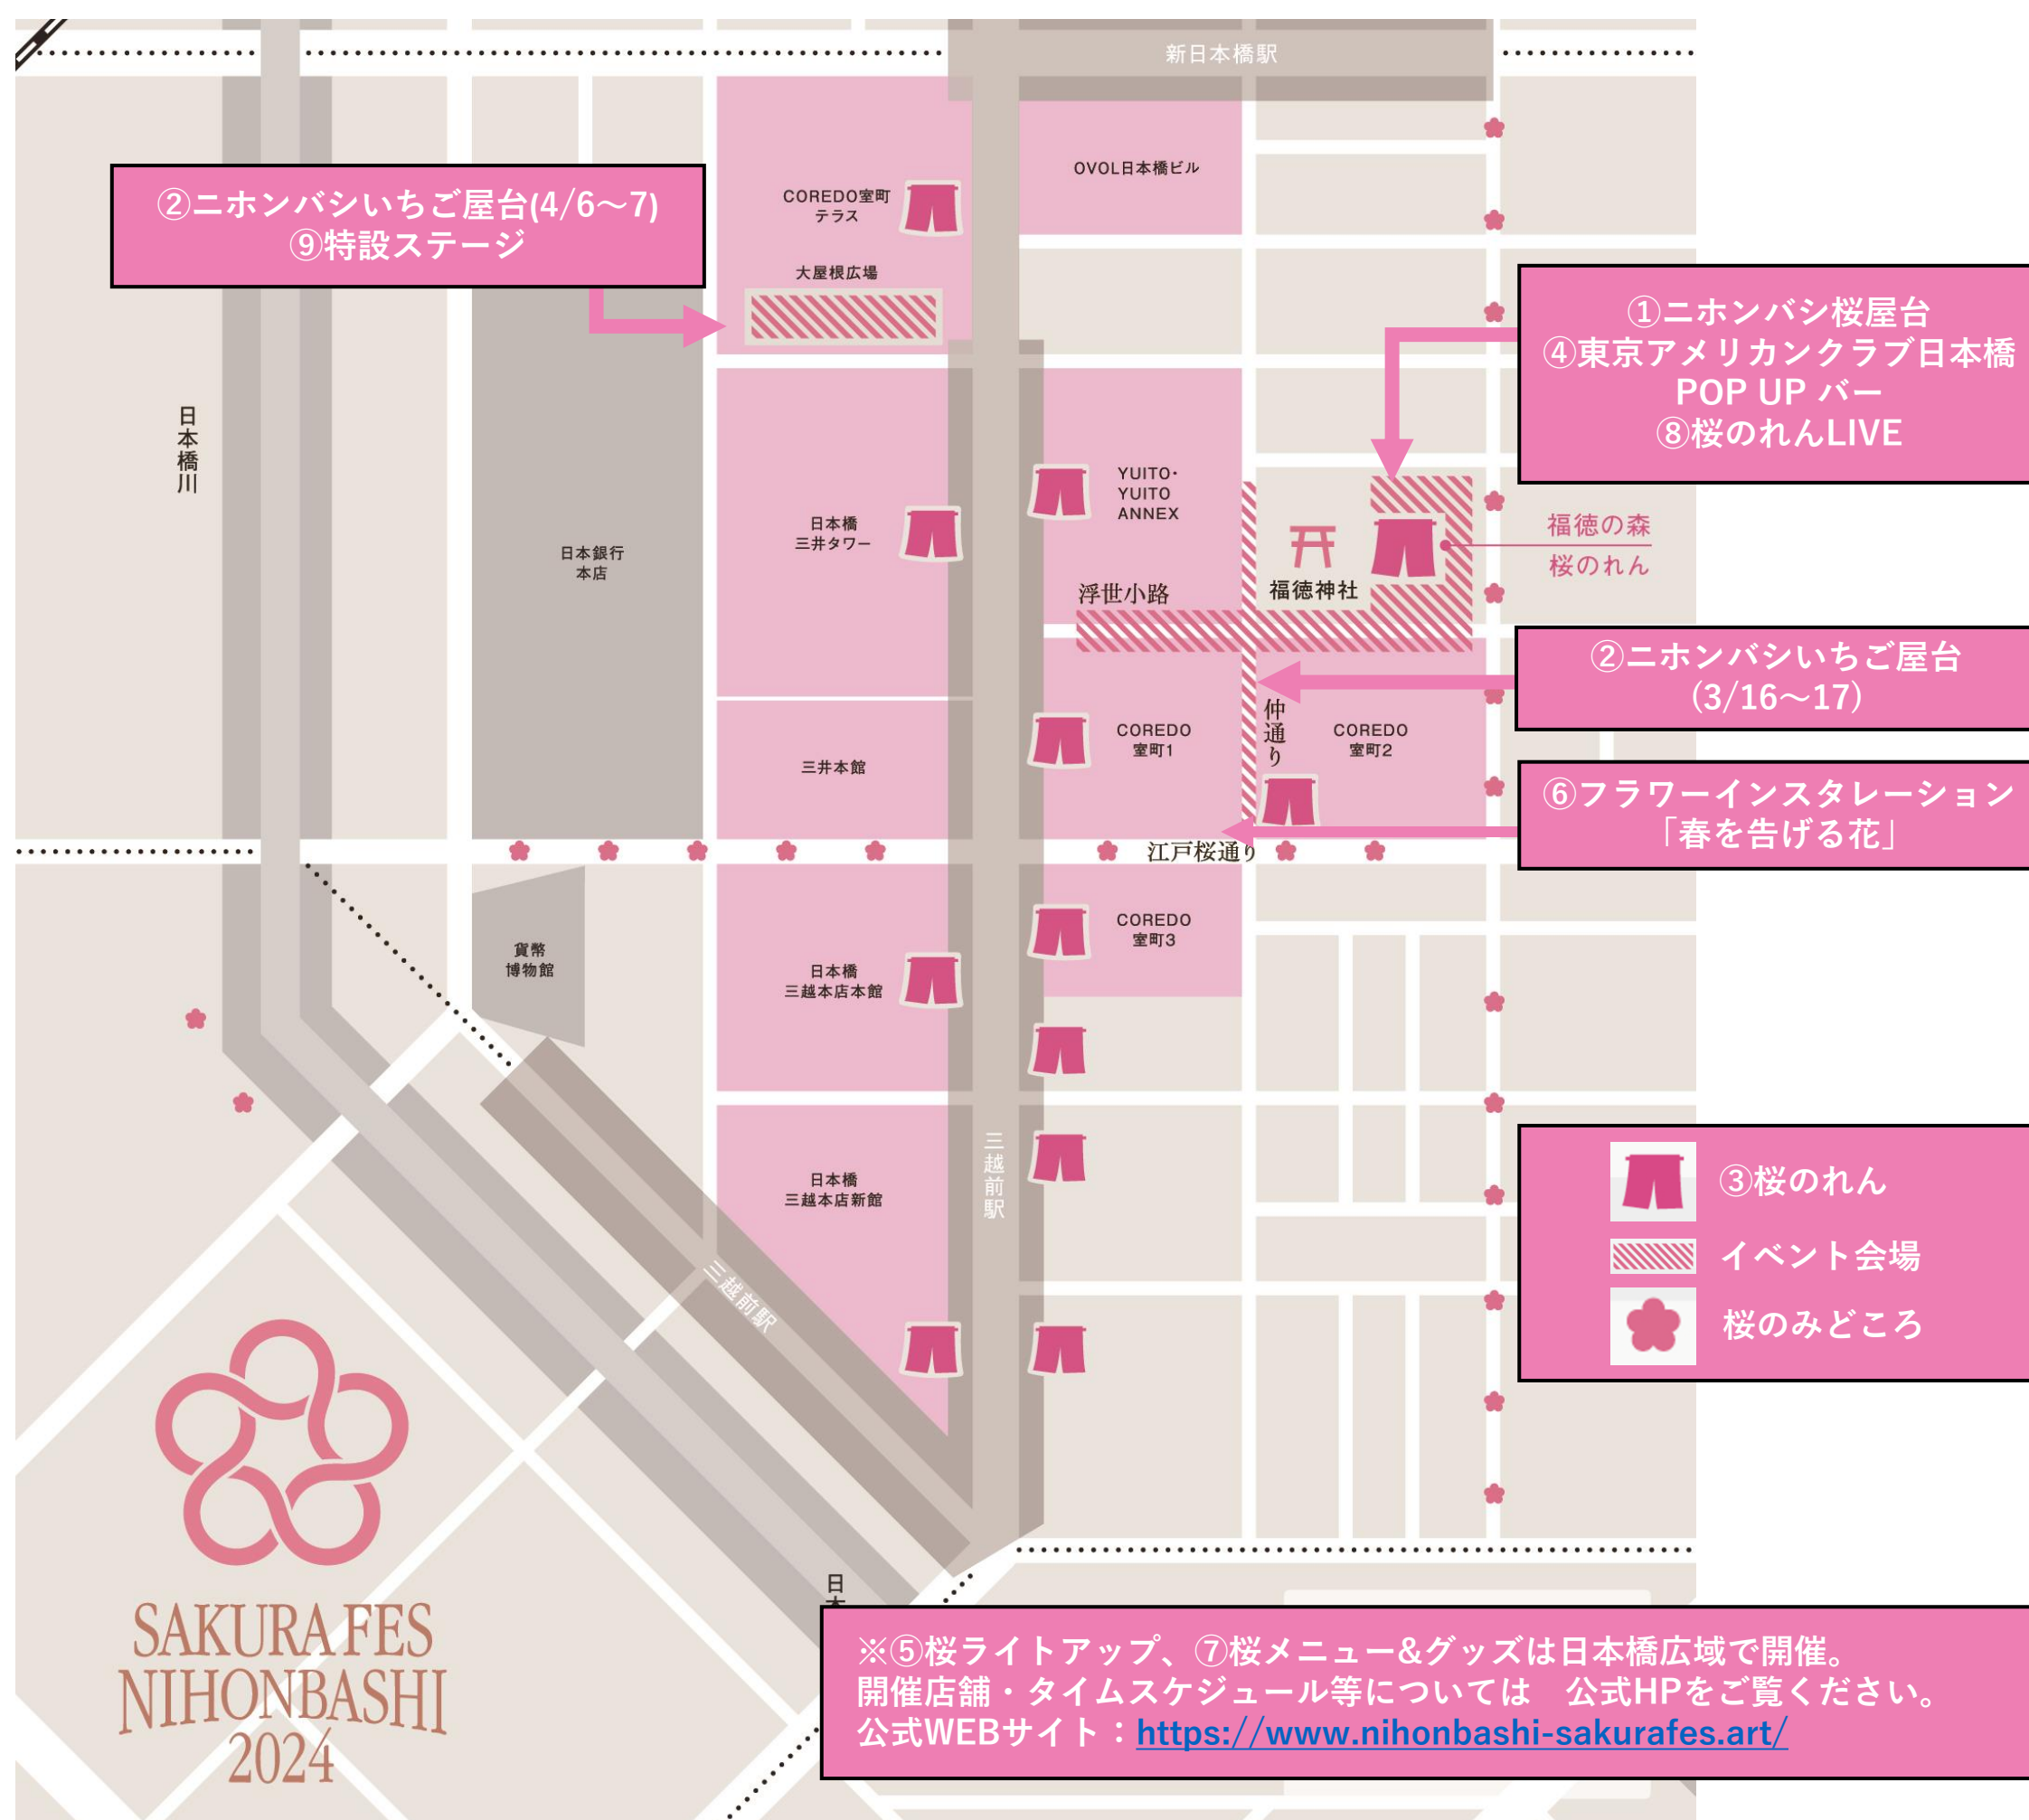 新日本橋駅
OVOL日本橋ビル
②ニホンバシいちご屋台(4/6～7)
⑨特設ステージ
COREDO室町
テラス
大屋根広場
①ニホンバシ桜屋台
④東京アメリカンクラブ日本橋
POP UP バー
⑧桜のれんLIVE
日本橋川
YUITO・
YUITO
ANNEX
日本橋
三井タワー
日本銀行
本店
福徳の森
桜のれん
福徳神社
浮世小路
②ニホンバシいちご屋台
(3/16～17)
仲通り
COREDO
室町1
COREDO
室町2
三井本館
⑥フラワーインスタレーション
「春を告げる花」
江戸桜通り
COREDO
室町3
貨幣
博物館
日本橋
三越本店本館
三越前駅
日本橋
三越本店新館
三越前駅
③桜のれん
イベント会場
桜のみどころ
SAKURA FES
NIHONBASHI
2024
日本
※⑤桜ライトアップ、⑦桜メニュー&グッズは日本橋広域で開催。
開催店舗・タイムスケジュール等については　公式HPをご覧ください。
公式WEBサイト：https://www.nihonbashi-sakurafes.art/